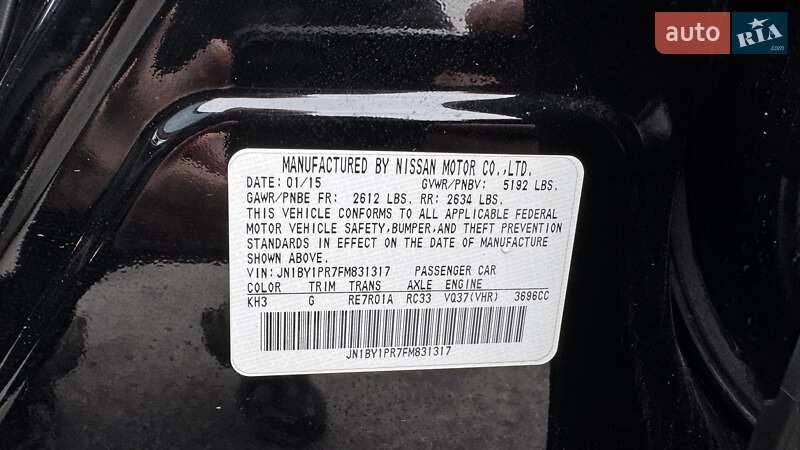 auto RIA
MANUFACTURED BY NISSAN MOTOR CO.,LTD.
DATE: 01/15 GVWR/PNBV: 5192 LBS.
GAWR/PNBE FR: 2612 LBS. RR: 2634 LBS.
THIS VEHICLE CONFORMS TO ALL APPLICABLE FEDERAL
MOTOR VEHICLE SAFETY,BUMPER,AND THEFT PREVENTION
STANDARDS IN EFFECT ON THE DATE OF MANUFACTURE
SHOWN ABOVE.
VIN: JN1BY1PR7FM831317 PASSENGER CAR
COLOR TRIM TRANS AXLE ENGINE
KH3 G RE7R01A RC33 VQ37(VHR) 3696CC
JN1BY1PR7FM831317